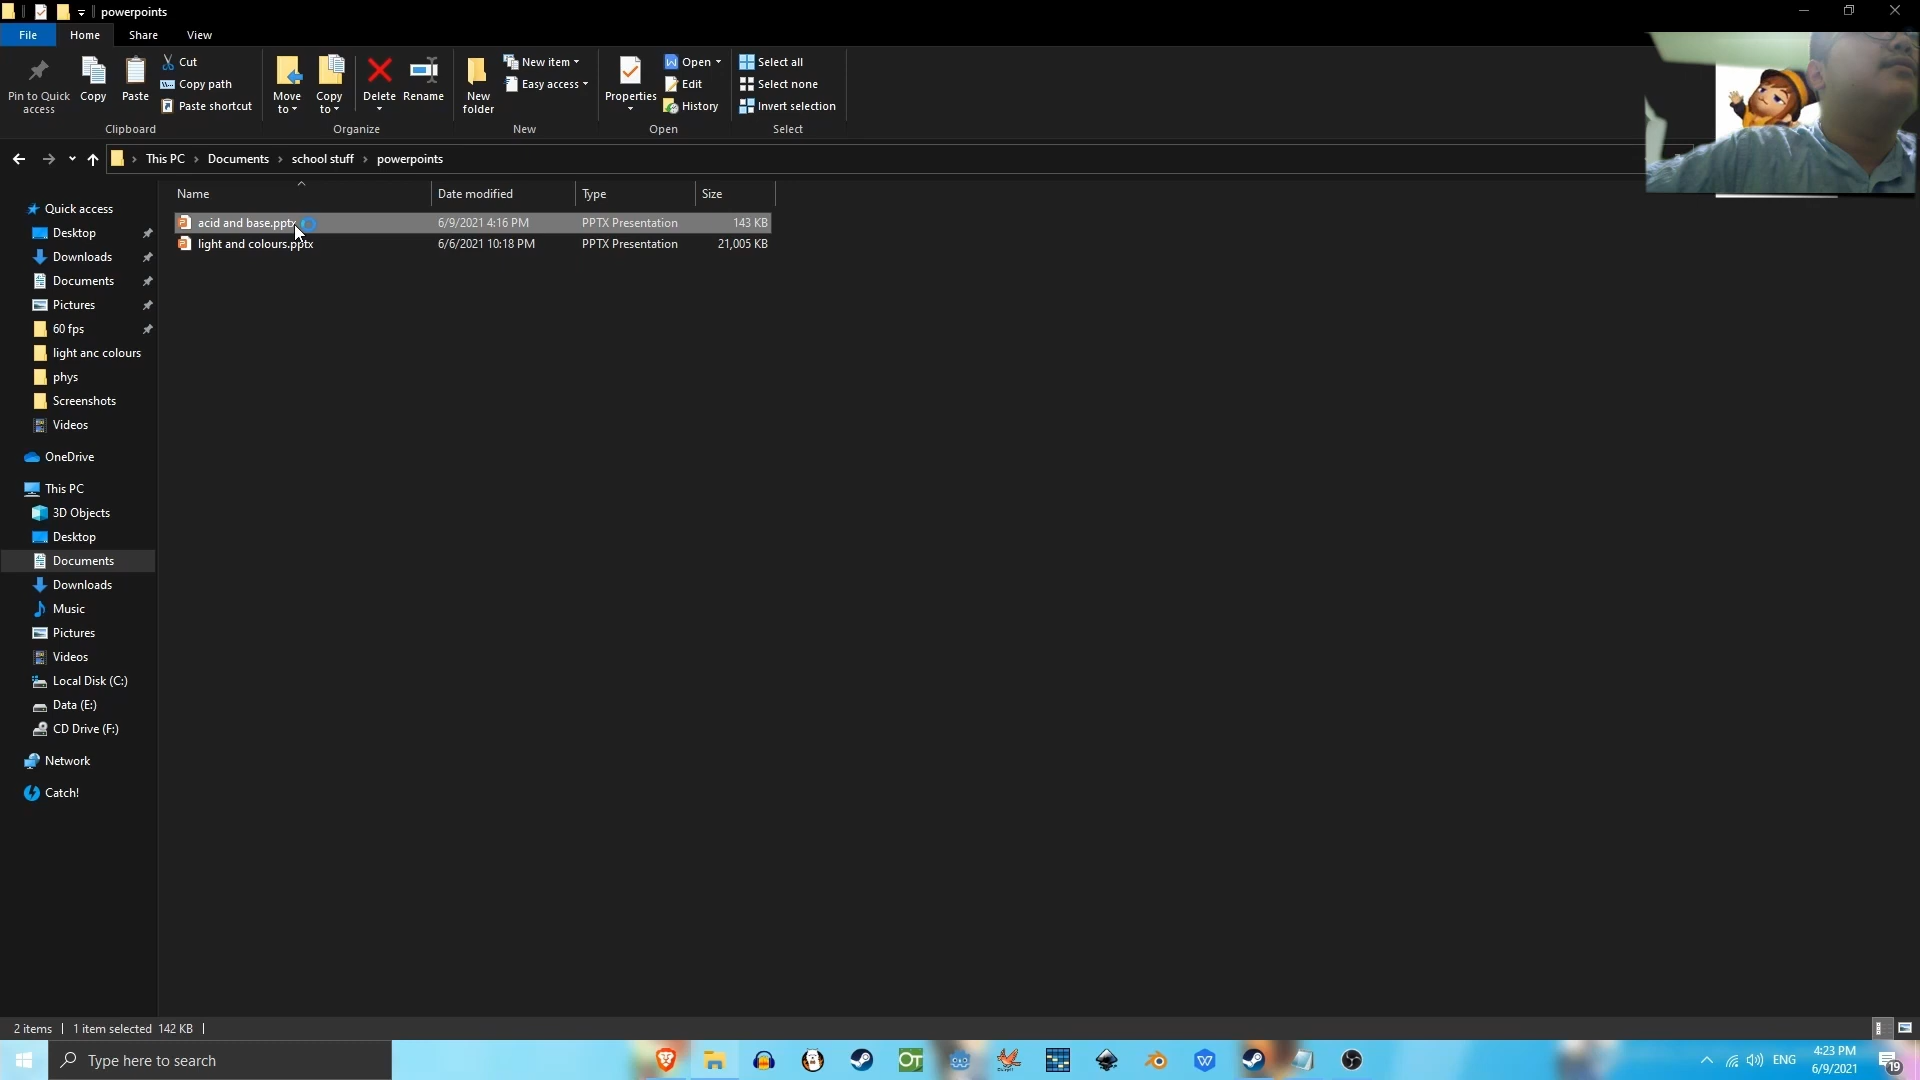 powerpoints
File Home Share View
Pin to Quick access
Copy
Paste
Cut
Copy path
Paste shortcut
Clipboard
Move to
Copy to
Delete
Rename
Organize
New folder
New item
Easy access
New
Properties
Open
Edit
History
Open
Select all
Select none
Invert selection
Select
This PC Documents school stuff powerpoints
Name Date modified Type Size
acid and base.pptx 6/9/2021 4:16 PM PPTX Presentation 143 KB
light and colours.pptx 6/6/2021 10:18 PM PPTX Presentation 21,005 KB
Quick access
Desktop
Downloads
Documents
Pictures
60 fps
light anc colours
phys
Screenshots
Videos
OneDrive
This PC
3D Objects
Desktop
Documents
Downloads
Music
Pictures
Videos
Local Disk (C:)
Data (E:)
CD Drive (F:)
Network
Catch!
2 items 1 item selected 142 KB
Type here to search
OT
W
ENG
4:23 PM
6/9/2021
19